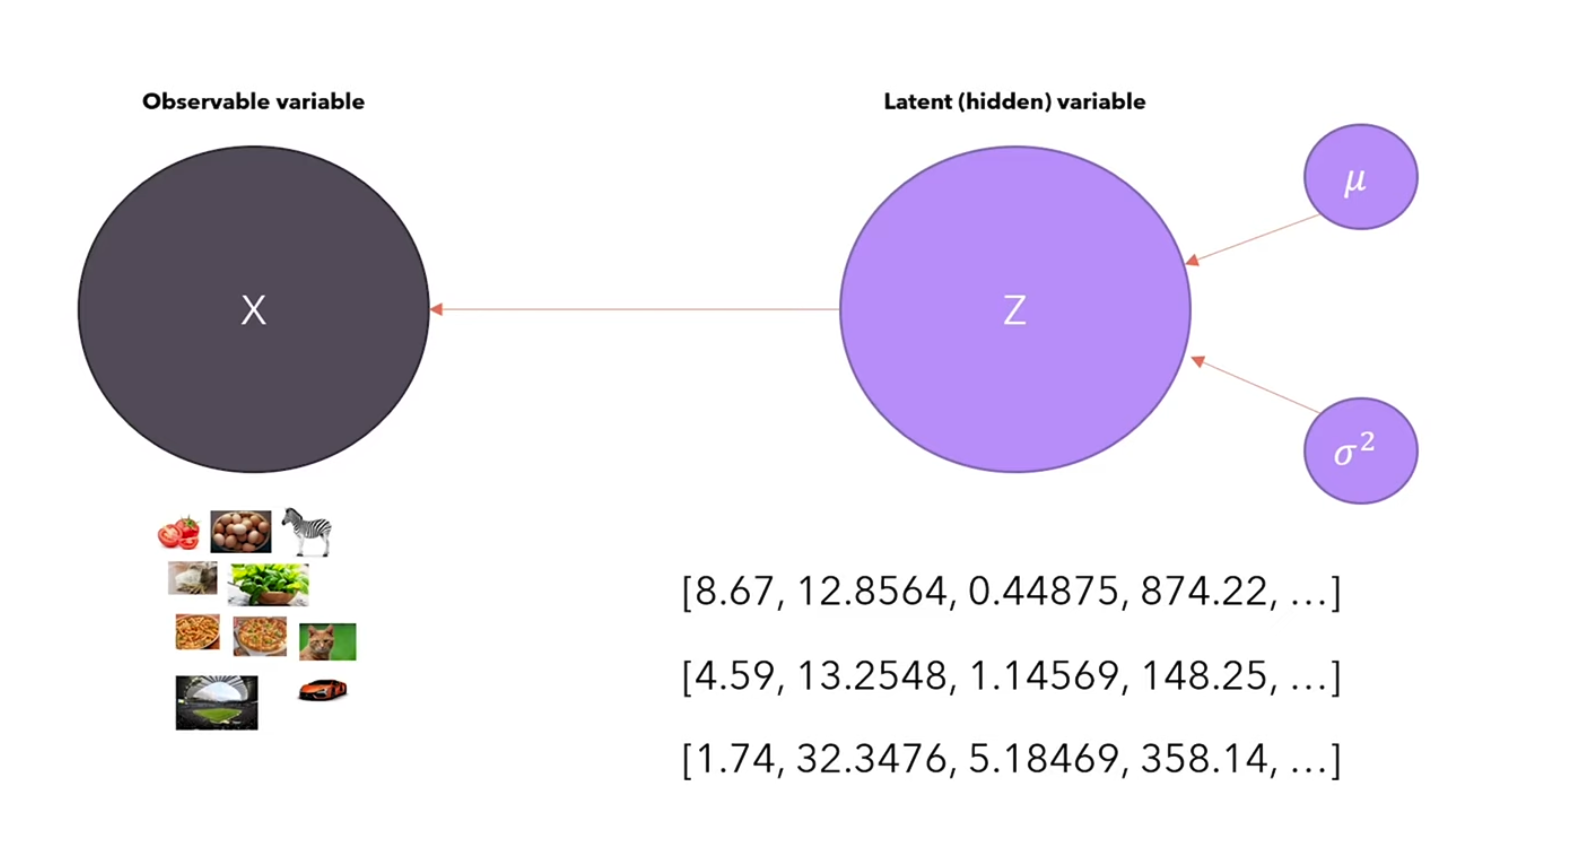 Observable variable
Latent (hidden) variable
X
Z
μ
σ²
[8.67, 12.8564, 0.44875, 874.22, …]
[4.59, 13.2548, 1.14569, 148.25, …]
[1.74, 32.3476, 5.18469, 358.14, …]